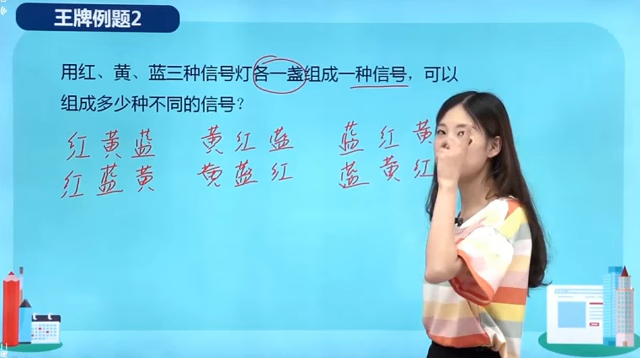 王牌例题2
用红、黄、蓝三种信号灯各一盏组成一种信号，可以
组成多少种不同的信号？
红黄蓝 黄红蓝 蓝红黄
红蓝黄 黄蓝红 蓝黄红